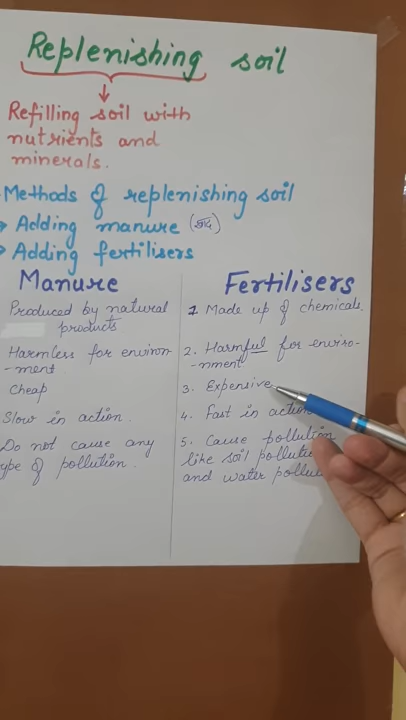 Replenishing soil
Refilling soil with
nutrients and
minerals.
Methods of replenishing soil
Adding manure (खाद)
Adding fertilisers
Manure
Produced by natural
products
Harmless for environ
-ment
Cheap
Slow in action.
Do not cause any
ype of pollution.
Fertilisers
1. Made up of chemicals.
2. Harmful for enviro-
-nment
3. Expensive
4. Fast in action
5. Cause pollution
like soil polluti
and water pollu